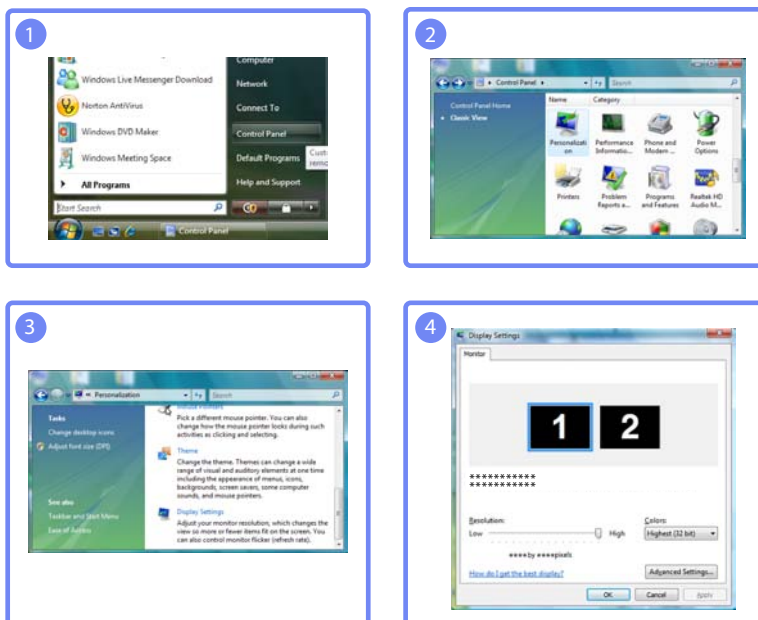 1
Computer
Windows Live Messenger Download
Network
Norton AntiVirus
Connect To
Windows DVD Maker
Control Panel
Windows Meeting Space
Default Programs
Cust
remo
All Programs
Help and Support
Start Search
Control Panel
2
Control Panel
Search
Control Panel Home
Classic View
Name Category
Personalizati
on
Performance
Informatio...
Phone and
Modem ...
Power
Options
Printers
Problem
Reports a...
Programs
and Features
Realtek HD
Audio M...
3
Personalization
Search
Tasks
Change desktop icons
Adjust font size (DPI)
See also
Taskbar and Start Menu
Ease of Access
Mouse Pointers
Pick a different mouse pointer. You can also
change how the mouse pointer looks during such
activities as clicking and selecting.
Theme
Change the theme. Themes can change a wide
range of visual and auditory elements at one time
including the appearance of menus, icons,
backgrounds, screen savers, some computer
sounds, and mouse pointers.
Display Settings
Adjust your monitor resolution, which changes the
view so more or fewer items fit on the screen. You
can also control monitor flicker (refresh rate).
4
Display Settings
Monitor
1 2
***********
***********
Resolution:
Low High
****by ****pixels
Colors:
Highest (32 bit)
How do I get the best display?
Advanced Settings...
OK Cancel Apply